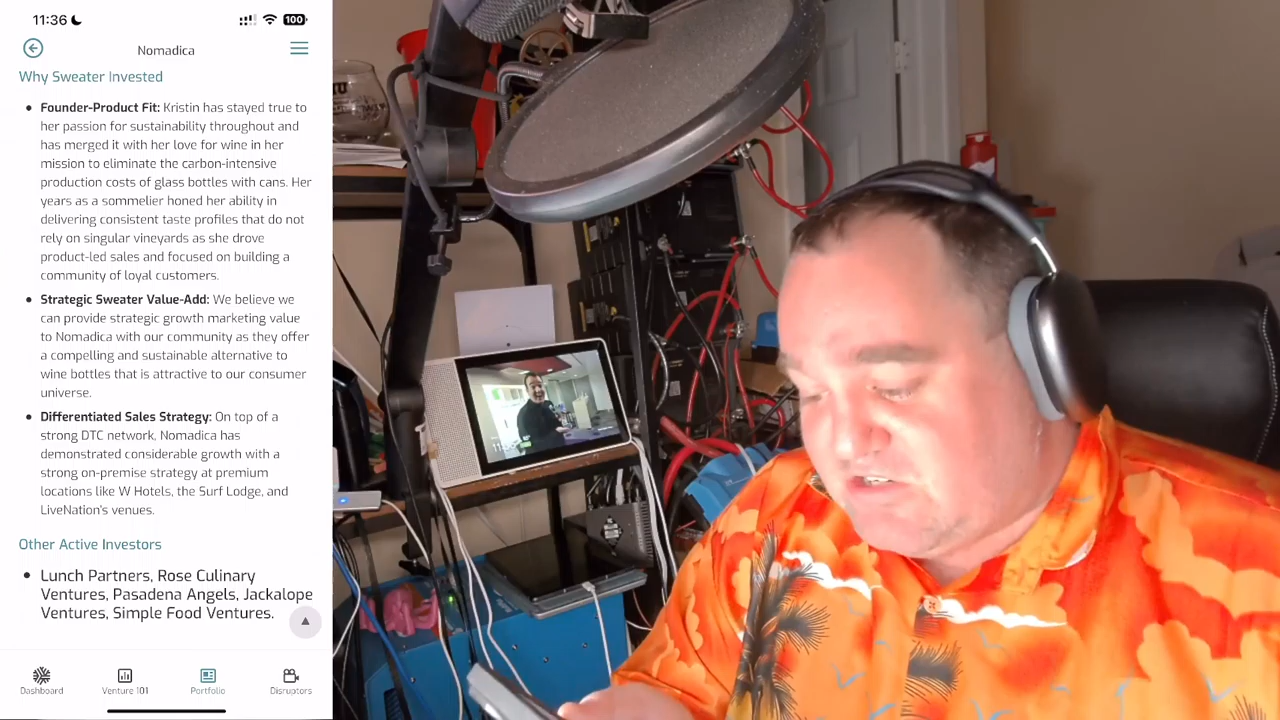 11:36
100
Nomadica
Why Sweater Invested
• Founder-Product Fit: Kristin has stayed true to
her passion for sustainability throughout and
has merged it with her love for wine in her
mission to eliminate the carbon-intensive
production costs of glass bottles with cans. Her
years as a sommelier honed her ability in
delivering consistent taste profiles that do not
rely on singular vineyards as she drove
product-led sales and focused on building a
community of loyal customers.
• Strategic Sweater Value-Add: We believe we
can provide strategic growth marketing value
to Nomadica with our community as they offer
a compelling and sustainable alternative to
wine bottles that is attractive to our consumer
universe.
• Differentiated Sales Strategy: On top of a
strong DTC network, Nomadica has
demonstrated considerable growth with a
strong on-premise strategy at premium
locations like W Hotels, the Surf Lodge, and
LiveNation's venues.
Other Active Investors
• Lunch Partners, Rose Culinary
Ventures, Pasadena Angels, Jackalope
Ventures, Simple Food Ventures.
Dashboard
Venture 101
Portfolio
Disruptors